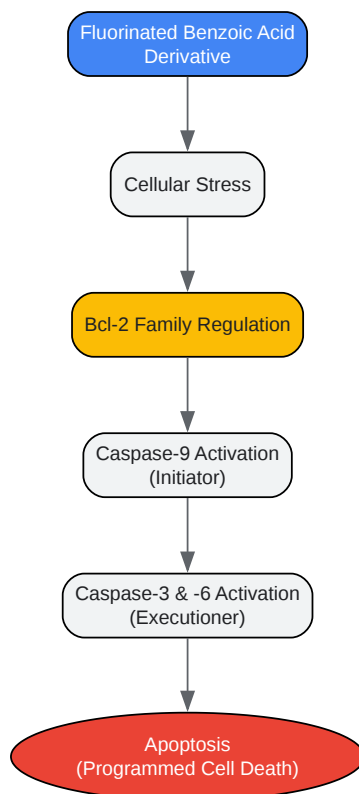 Fluorinated Benzoic Acid
Derivative
Cellular Stress
Bcl-2 Family Regulation
Caspase-9 Activation
(Initiator)
Caspase-3 & -6 Activation
(Executioner)
Apoptosis
(Programmed Cell Death)